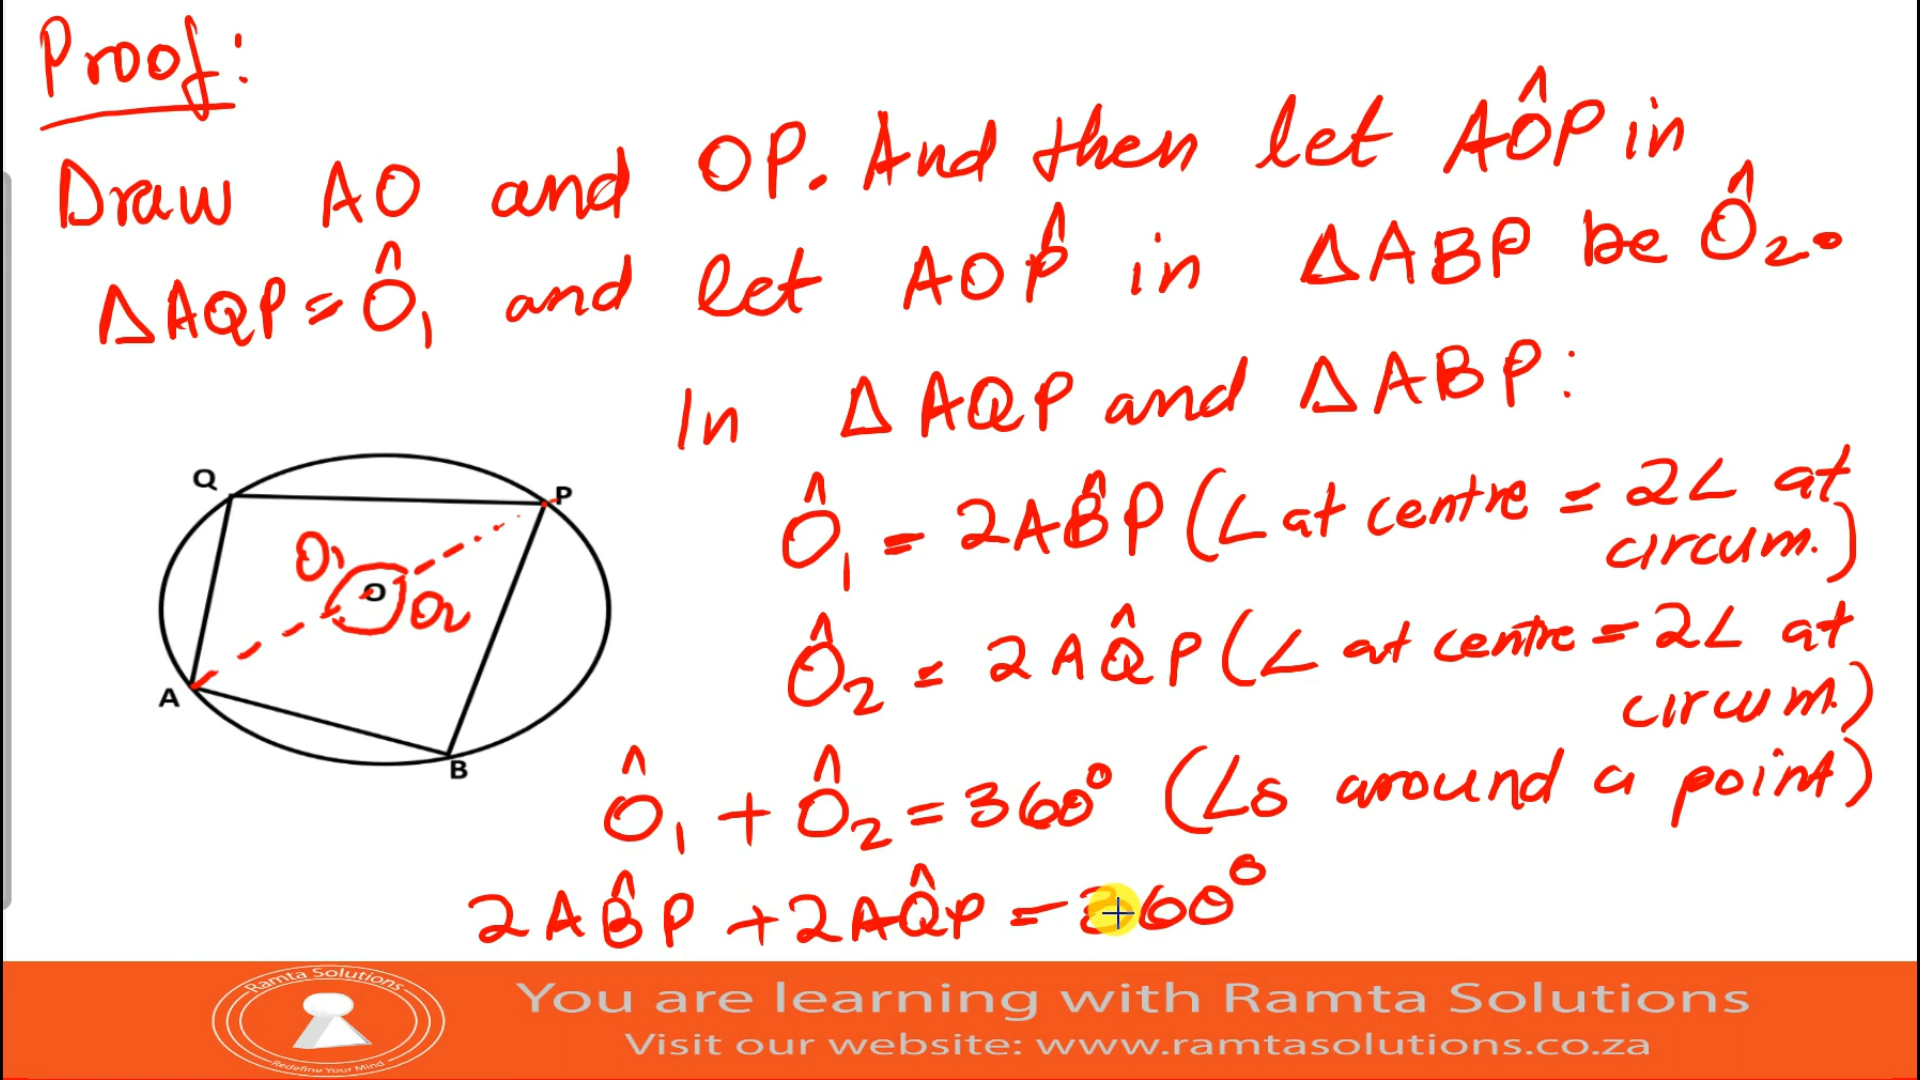 Proof:
Draw AO and OP. And then let AÔP in
ΔAQP = Ô₁ and let AOP̂ in ΔABP be Ô₂.
In ΔAQP and ΔABP:
Ô₁ = 2AB̂P (∠ at centre = 2∠ at
circum.)
Ô₂ = 2AQ̂P (∠ at centre = 2∠ at
circum.)
Ô₁ + Ô₂ = 360° (∠s around a point)
2AB̂P + 2AQ̂P = 360°
Q
P
O₁
O
O₂
A
B
Ramta Solutions
Redefine Your Mind
You are learning with Ramta Solutions
Visit our website: www.ramtasolutions.co.za